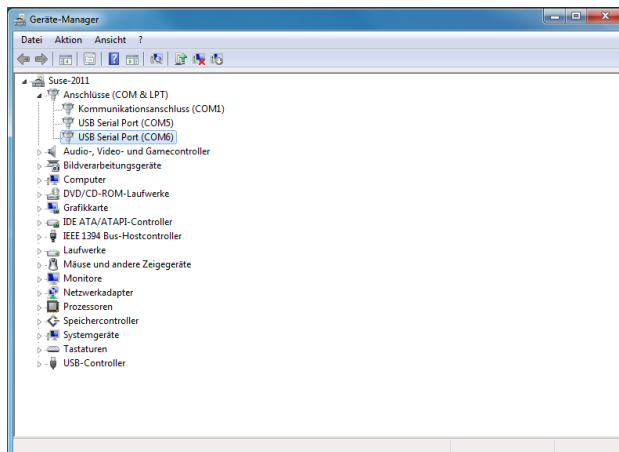 Geräte-Manager
Datei Aktion Ansicht ?
Suse-2011
Anschlüsse (COM & LPT)
Kommunikationsanschluss (COM1)
USB Serial Port (COM5)
USB Serial Port (COM6)
Audio-, Video- und Gamecontroller
Bildverarbeitungsgeräte
Computer
DVD/CD-ROM-Laufwerke
Grafikkarte
IDE ATA/ATAPI-Controller
IEEE 1394 Bus-Hostcontroller
Laufwerke
Mäuse und andere Zeigegeräte
Monitore
Netzwerkadapter
Prozessoren
Speichercontroller
Systemgeräte
Tastaturen
USB-Controller